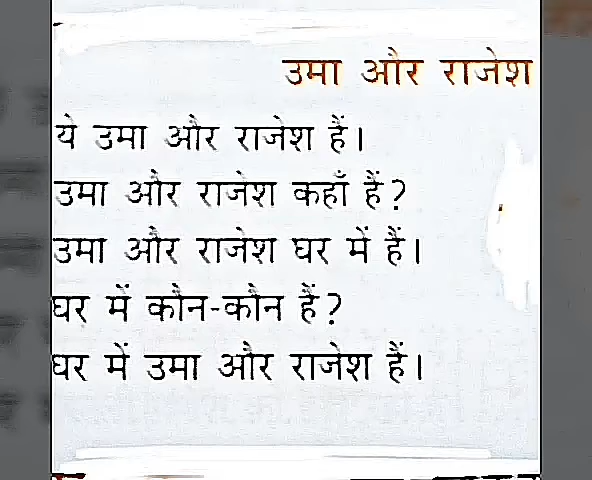 उमा और राजेश
ये उमा और राजेश हैं।
उमा और राजेश कहाँ हैं?
उमा और राजेश घर में हैं।
घर में कौन-कौन हैं?
घर में उमा और राजेश हैं।